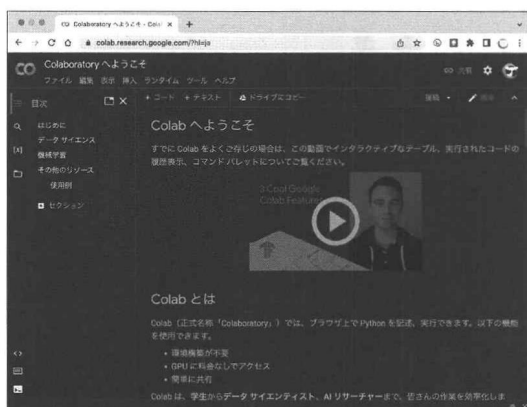 Colaboratory へようこそ - Colab
colab.research.google.com/?hl=ja
Colaboratory へようこそ
ファイル 編集 表示 挿入 ランタイム ツール ヘルプ
共有
目次
+ コード + テキスト ドライブにコピー
接続
はじめに
データ サイエンス
機械学習
その他のリソース
使用例
セクション
Colab へようこそ
すでに Colab をよくご存じの場合は、この動画でインタラクティブなテーブル、実行されたコードの
履歴表示、コマンド パレットについてご覧ください。
3 Cool Google
Colab Features
Colab とは
Colab（正式名称「Colaboratory」）では、ブラウザ上で Python を記述、実行できます。以下の機能
を使用できます。
• 環境構築が不要
• GPU に料金なしでアクセス
• 簡単に共有
Colab は、学生からデータ サイエンティスト、AI リサーチャーまで、皆さんの作業を効率化しま